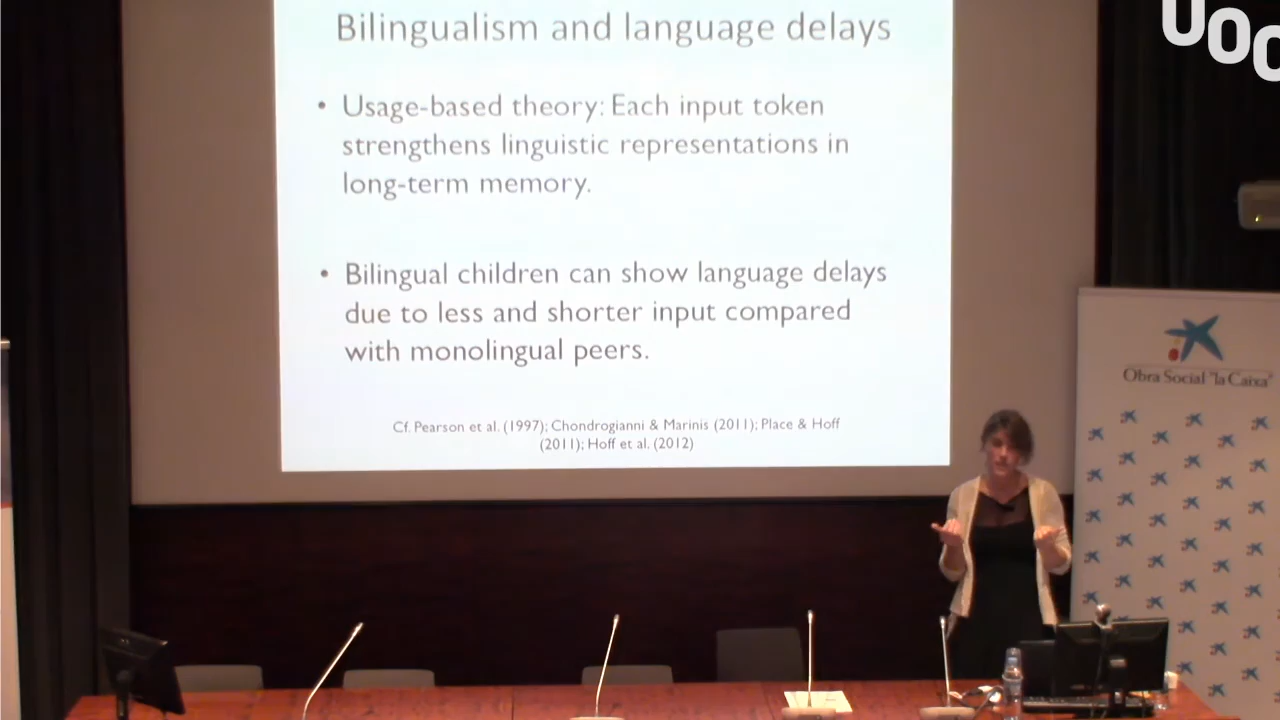 UOC
Bilingualism and language delays
• Usage-based theory: Each input token
strengthens linguistic representations in
long-term memory.
• Bilingual children can show language delays
due to less and shorter input compared
with monolingual peers.
Cf. Pearson et al. (1997); Chondrogianni & Marinis (2011); Place & Hoff
(2011); Hoff et al. (2012)
Obra Social "la Caixa"